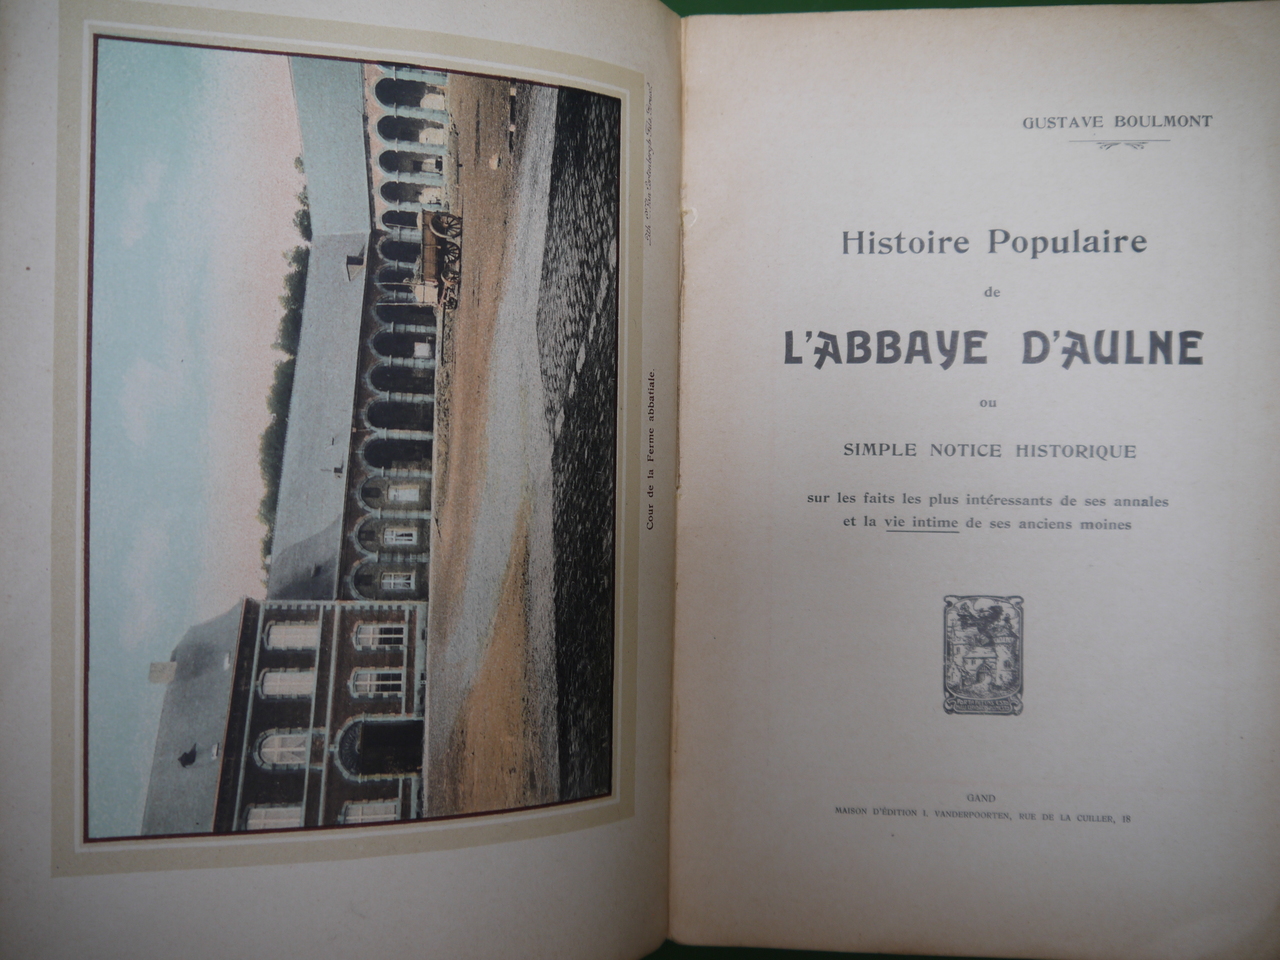 Cour de la Ferme abbatiale.
GUSTAVE BOULMONT
Histoire Populaire
de
L'ABBAYE D'AULNE
ou
SIMPLE NOTICE HISTORIQUE
sur les faits les plus intéressants de ses annales
et la vie intime de ses anciens moines
GAND
MAISON D'ÉDITION I. VANDERPOORTEN, RUE DE LA CUILLER, 18